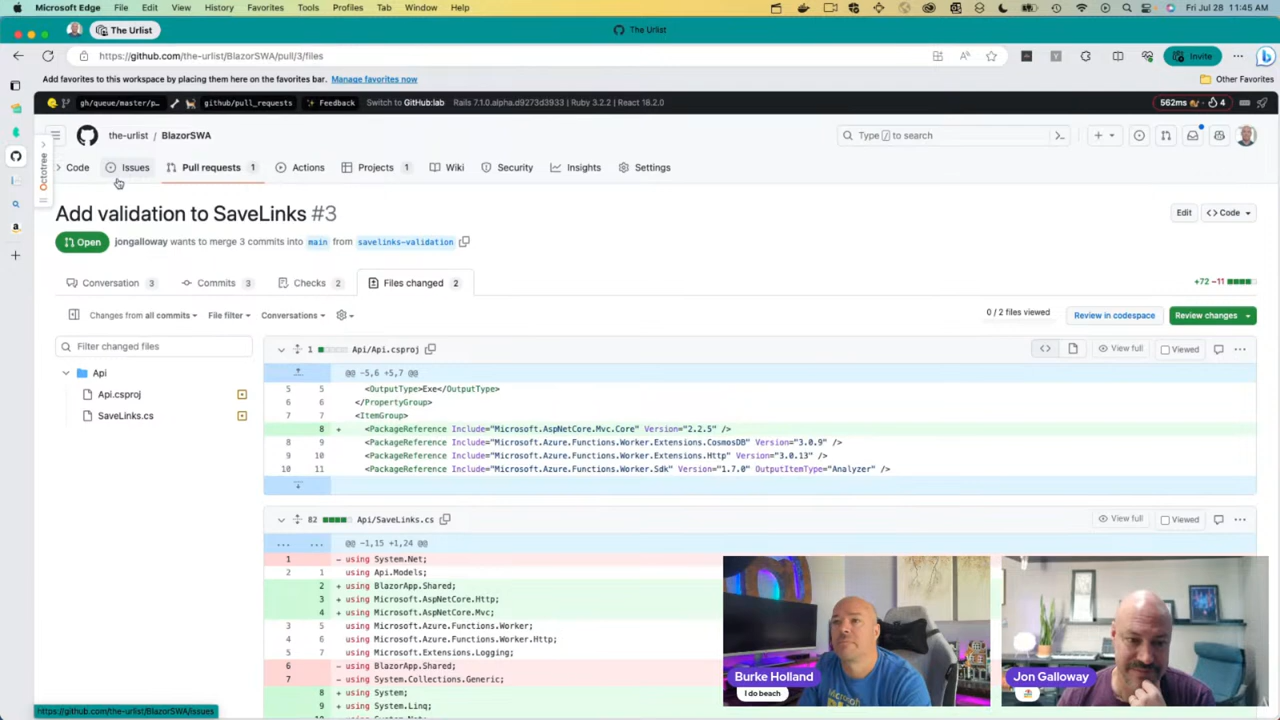 Microsoft Edge File Edit View History Favorites Tools Profiles Tab Window Help Fri Jul 28 11:45 AM
The Urlist The Urlist
https://github.com/the-urlist/BlazorSWA/pull/3/files Invite
Add favorites to this workspace by placing them here on the favorites bar. Manage favorites now Other Favorites
gh/queue/master/p... github/pull_requests Feedback Switch to GitHub:lab Rails 7.1.0.alpha.d9273d3933 | Ruby 3.2.2 | React 18.2.0 562ms 4
the-urlist / BlazorSWA Type / to search
Octotree
Code Issues Pull requests 1 Actions Projects 1 Wiki Security Insights Settings
Add validation to SaveLinks #3 Edit <> Code
Open jongalloway wants to merge 3 commits into main from savelinks-validation
Conversation 3 Commits 3 Checks 2 Files changed 2 +72 −11
Changes from all commits File filter Conversations 0 / 2 files viewed Review in codespace Review changes
Filter changed files
1 Api/Api.csproj View full Viewed
Api
Api.csproj
SaveLinks.cs
@@ -5,6 +5,7 @@
5 5 <OutputType>Exe</OutputType>
6 6 </PropertyGroup>
7 7 <ItemGroup>
8 + <PackageReference Include="Microsoft.AspNetCore.Mvc.Core" Version="2.2.5" />
8 9 <PackageReference Include="Microsoft.Azure.Functions.Worker.Extensions.CosmosDB" Version="3.0.9" />
9 10 <PackageReference Include="Microsoft.Azure.Functions.Worker.Extensions.Http" Version="3.0.13" />
10 11 <PackageReference Include="Microsoft.Azure.Functions.Worker.Sdk" Version="1.7.0" OutputItemType="Analyzer" />
82 Api/SaveLinks.cs View full Viewed
... ... @@ -1,15 +1,24 @@
1 - using System.Net;
2 1 using Api.Models;
2 + using BlazorApp.Shared;
3 + using Microsoft.AspNetCore.Http;
4 + using Microsoft.AspNetCore.Mvc;
3 5 using Microsoft.Azure.Functions.Worker;
4 6 using Microsoft.Azure.Functions.Worker.Http;
5 7 using Microsoft.Extensions.Logging;
6 - using BlazorApp.Shared;
7 - using System.Collections.Generic;
8 + using System;
9 + using System.Linq;
Burke Holland
I do beach
Jon Galloway
https://github.com/the-urlist/BlazorSWA/issues